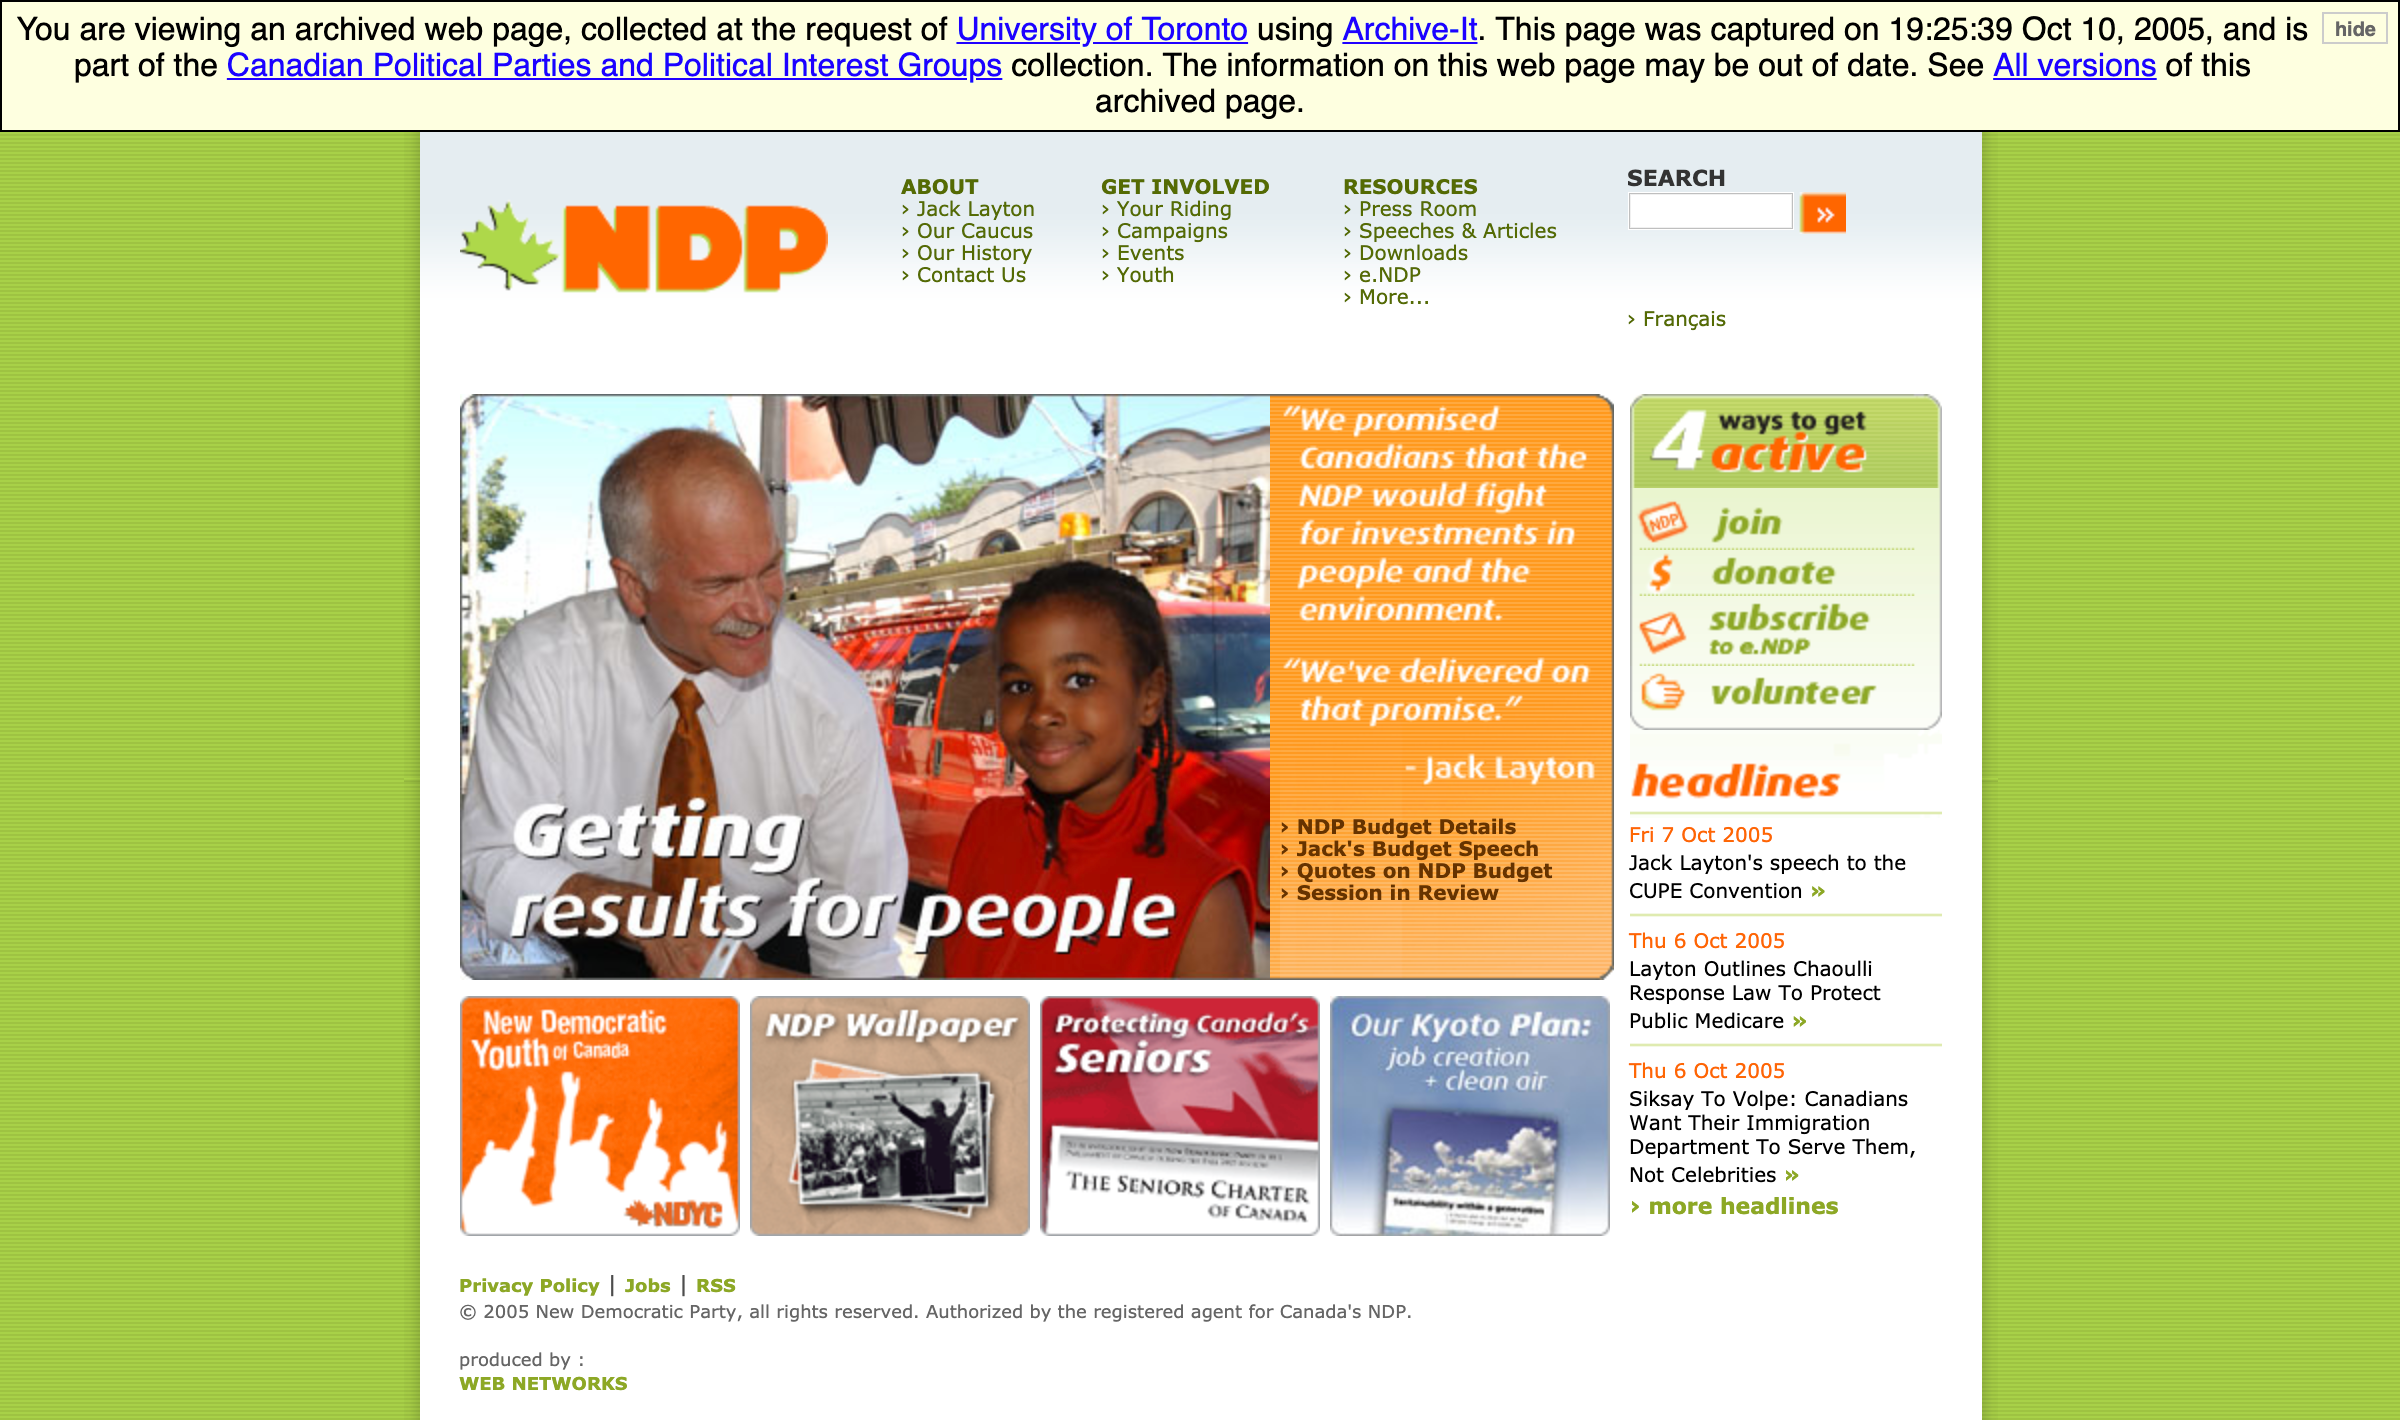 You are viewing an archived web page, collected at the request of University of Toronto using Archive-It. This page was captured on 19:25:39 Oct 10, 2005, and is
part of the Canadian Political Parties and Political Interest Groups collection. The information on this web page may be out of date. See All versions of this
archived page.
hide
NDP
ABOUT
› Jack Layton
› Our Caucus
› Our History
› Contact Us
GET INVOLVED
› Your Riding
› Campaigns
› Events
› Youth
RESOURCES
› Press Room
› Speeches & Articles
› Downloads
› e.NDP
› More...
SEARCH
»
› Français
Getting
results for people
"We promised
Canadians that the
NDP would fight
for investments in
people and the
environment.
"We've delivered on
that promise."
- Jack Layton
› NDP Budget Details
› Jack's Budget Speech
› Quotes on NDP Budget
› Session in Review
4 ways to get
active
NDP
join
$
donate
subscribe
to e.NDP
volunteer
headlines
Fri 7 Oct 2005
Jack Layton's speech to the
CUPE Convention »
Thu 6 Oct 2005
Layton Outlines Chaoulli
Response Law To Protect
Public Medicare »
Thu 6 Oct 2005
Siksay To Volpe: Canadians
Want Their Immigration
Department To Serve Them,
Not Celebrities »
› more headlines
New Democratic
Youth of Canada
NDYC
NDP Wallpaper
Protecting Canada's
Seniors
THE SENIORS CHARTER
OF CANADA
Our Kyoto Plan:
job creation
+ clean air
Sustainability within a generation
Privacy Policy | Jobs | RSS
© 2005 New Democratic Party, all rights reserved. Authorized by the registered agent for Canada's NDP.
produced by :
WEB NETWORKS